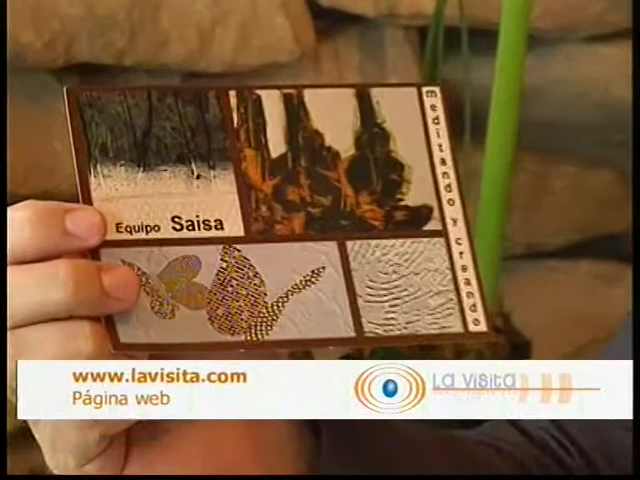 Equipo Saisa
meditando y creando
www.lavisita.com
Página web
La Visita